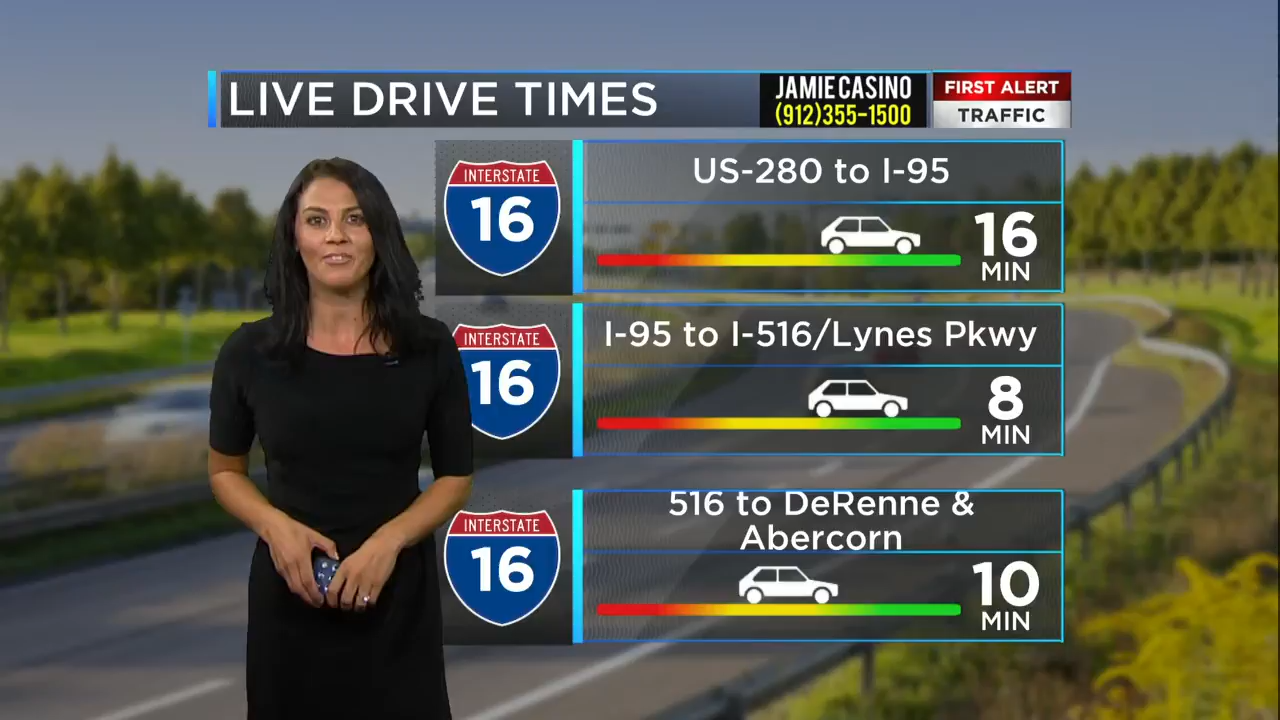 LIVE DRIVE TIMES
JAMIE CASINO
(912)355-1500
FIRST ALERT
TRAFFIC
INTERSTATE
16
US-280 to I-95
16
MIN
INTERSTATE
16
I-95 to I-516/Lynes Pkwy
8
MIN
INTERSTATE
16
516 to DeRenne &
Abercorn
10
MIN